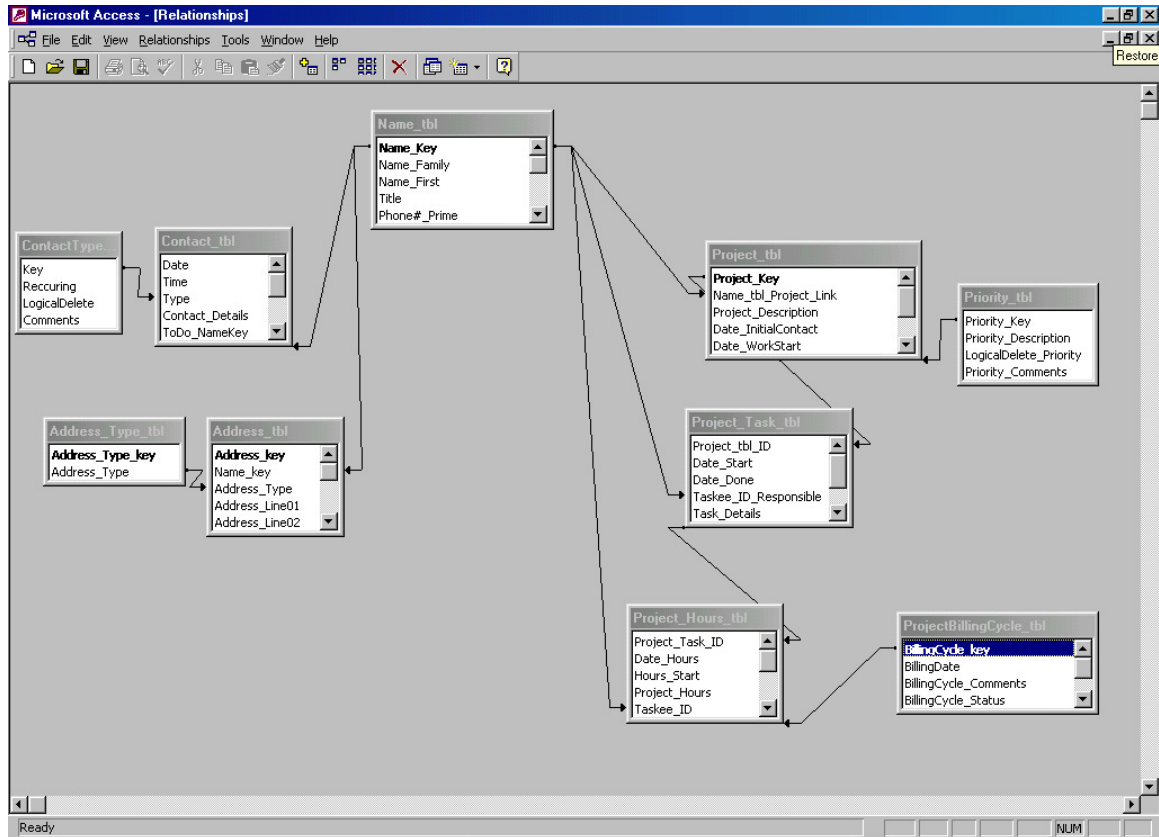 Microsoft Access - [Relationships]
File Edit View Relationships Tools Window Help
Restore
Name_tbl
Name_Key
Name_Family
Name_First
Title
Phone#_Prime
ContactType...
Key
Reccuring
LogicalDelete
Comments
Contact_tbl
Date
Time
Type
Contact_Details
ToDo_NameKey
Project_tbl
Project_Key
Name_tbl_Project_Link
Project_Description
Date_InitialContact
Date_WorkStart
Priority_tbl
Priority_Key
Priority_Description
LogicalDelete_Priority
Priority_Comments
Address_Type_tbl
Address_Type_key
Address_Type
Address_tbl
Address_key
Name_key
Address_Type
Address_Line01
Address_Line02
Project_Task_tbl
Project_tbl_ID
Date_Start
Date_Done
Taskee_ID_Responsible
Task_Details
Project_Hours_tbl
Project_Task_ID
Date_Hours
Hours_Start
Project_Hours
Taskee_ID
ProjectBillingCycle_tbl
BillingCycle_key
BillingDate
BillingCycle_Comments
BillingCycle_Status
Ready
NUM